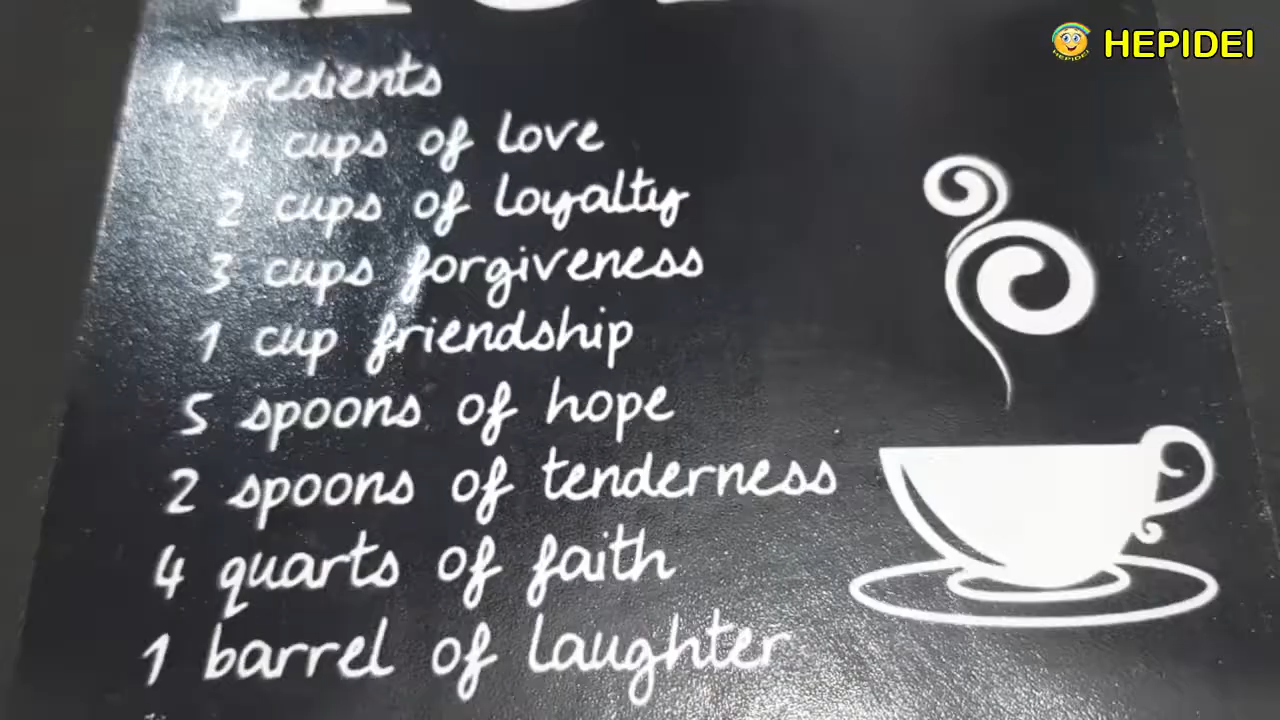 HEPIDEI
Ingredients
4 cups of love
2 cups of loyalty
3 cups forgiveness
1 cup friendship
5 spoons of hope
2 spoons of tenderness
4 quarts of faith
1 barrel of laughter